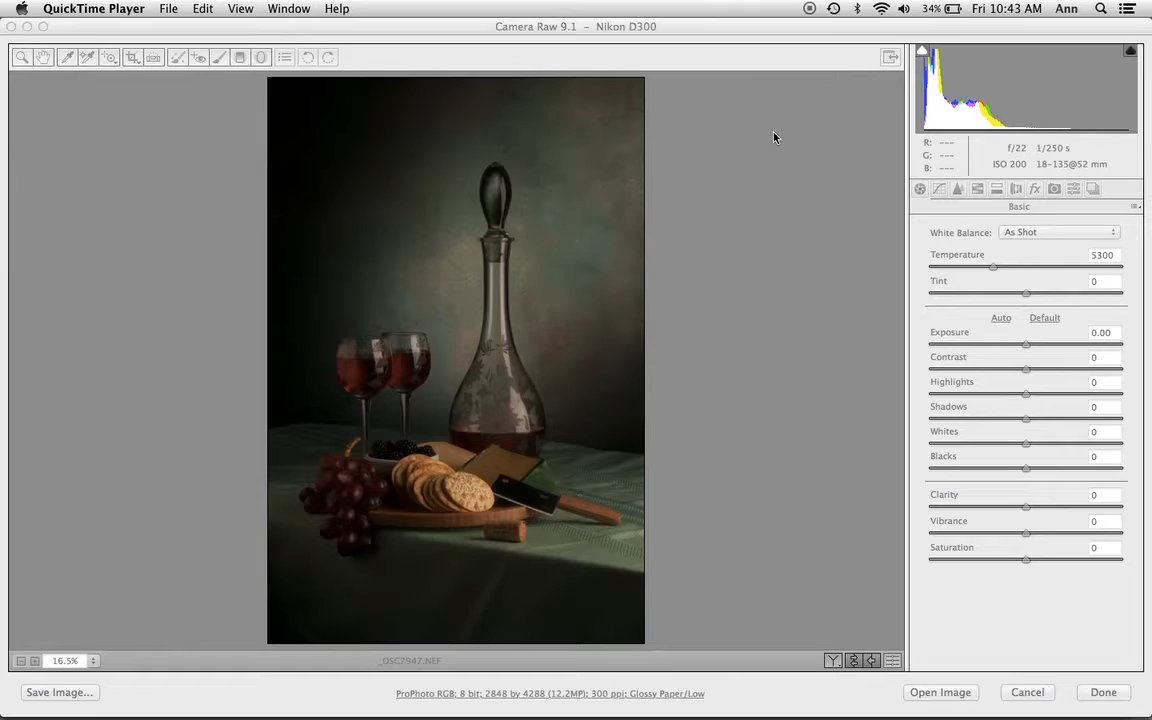 QuickTime Player File Edit View Window Help 34% Fri 10:43 AM Ann
Camera Raw 9.1 – Nikon D300
R: ---
G: ---
B: ---
f/22 1/250 s
ISO 200 18-135@52 mm
fx
Basic
White Balance: As Shot
Temperature 5300
Tint 0
Auto Default
Exposure 0.00
Contrast 0
Highlights 0
Shadows 0
Whites 0
Blacks 0
Clarity 0
Vibrance 0
Saturation 0
16.5% _DSC7947.NEF Y
Save Image... ProPhoto RGB; 8 bit; 2848 by 4288 (12.2MP); 300 ppi; Glossy Paper/Low Open Image Cancel Done